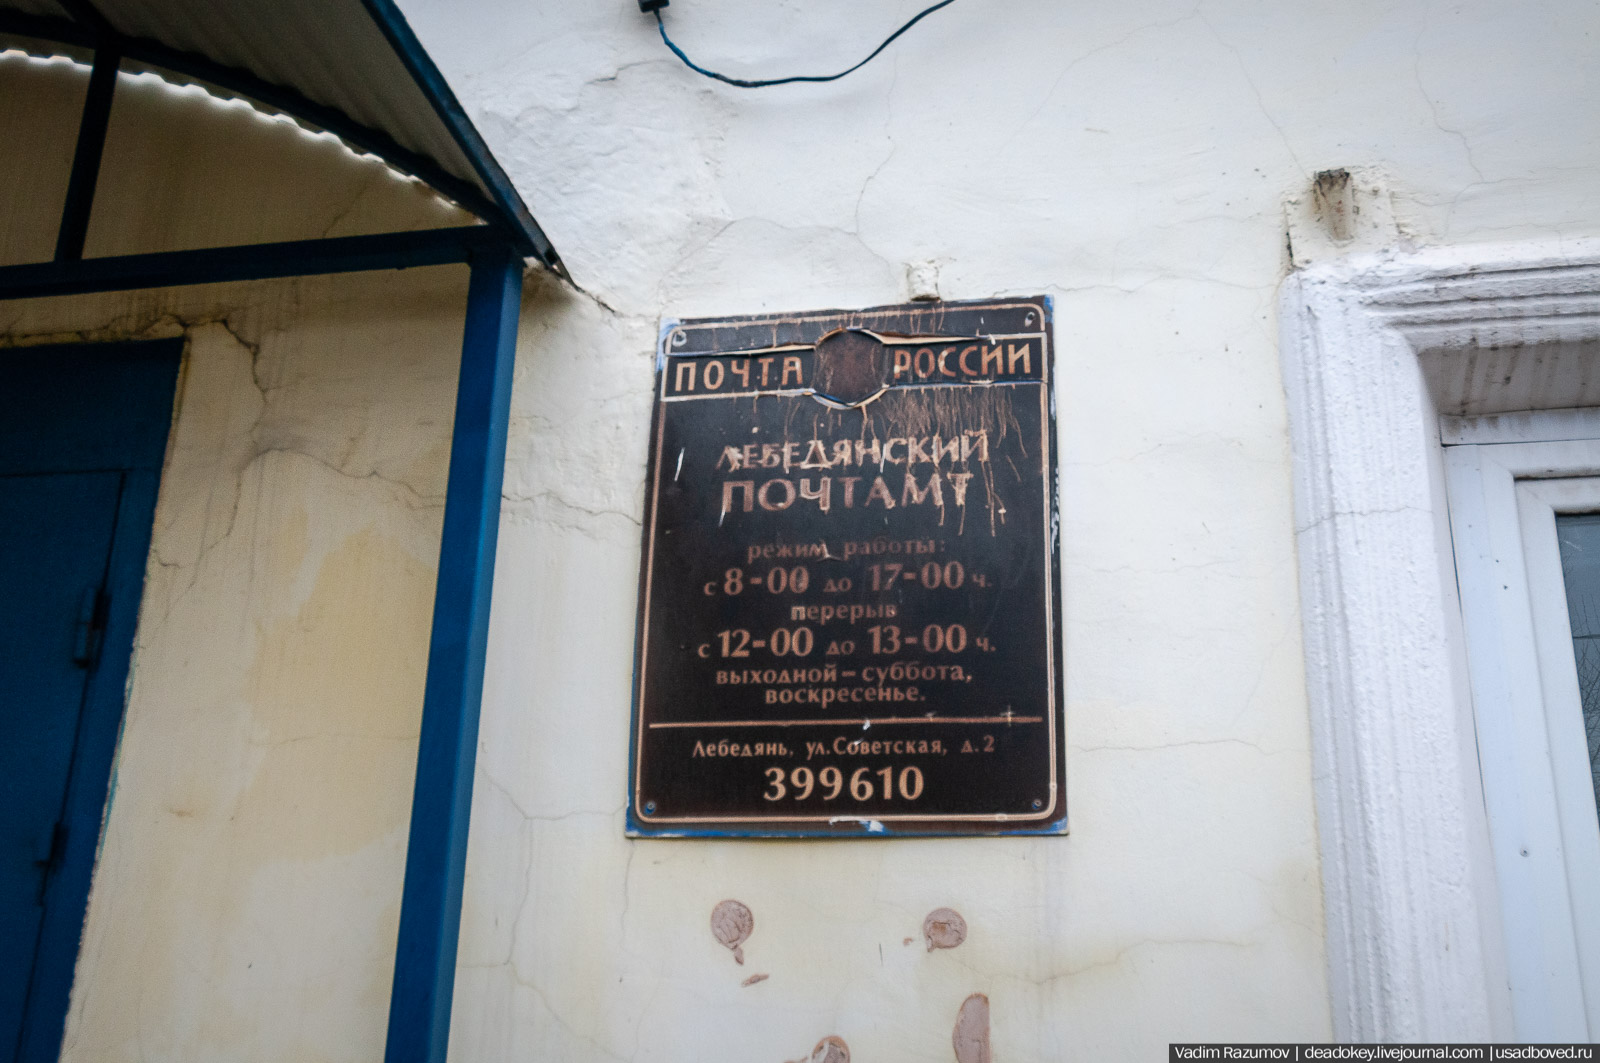 ПОЧТА РОССИИ
ЛЕБЕДЯНСКИЙ
ПОЧТАМТ
режим работы:
с 8-00 до 17-00 ч.
перерыв
с 12-00 до 13-00 ч.
выходной – суббота,
воскресенье.
Лебедянь, ул. Советская, д. 2
399610
Vadim Razumov | deadokey.livejournal.com | usadboved.ru